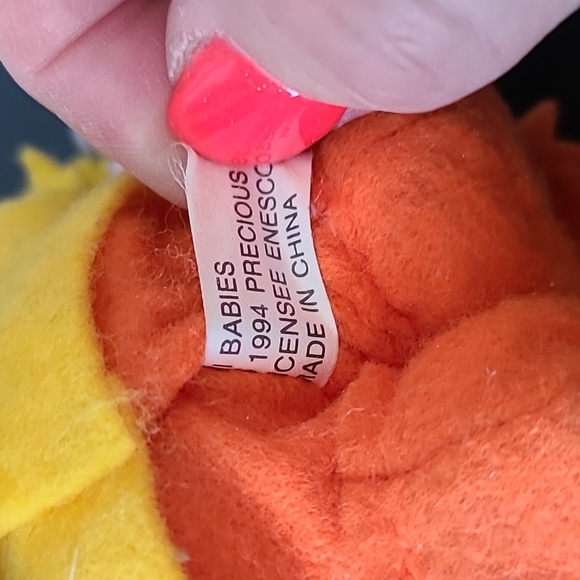 BABIES
1994 PRECIOUS
CENSEE ENESCO
ADE IN CHINA